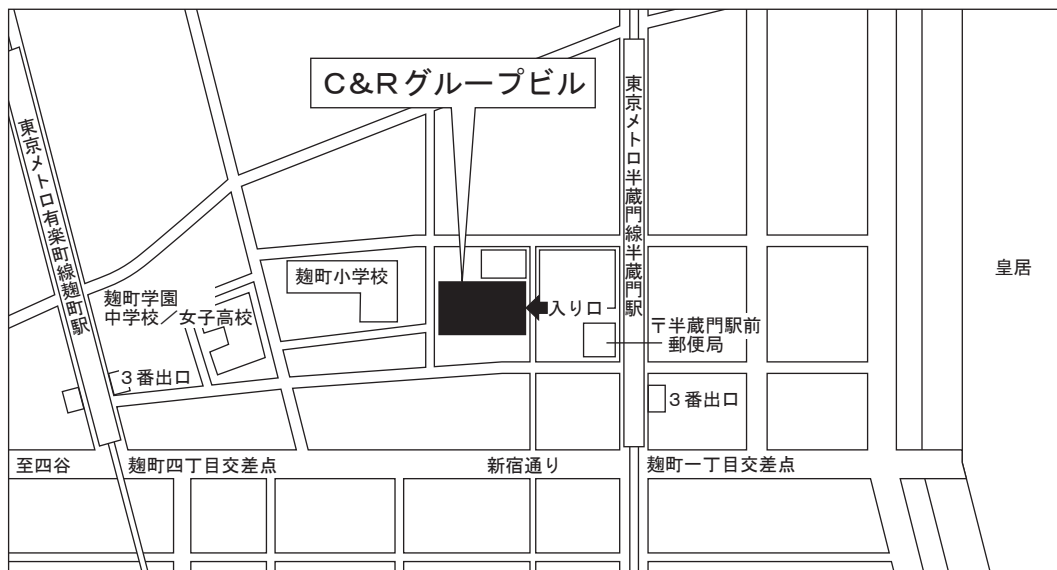 C&Rグループビル
東京メトロ有楽町線麹町駅
東京メトロ半蔵門線半蔵門駅
皇居
麹町小学校
麹町学園
中学校／女子高校
入り口
〒半蔵門駅前
郵便局
３番出口
３番出口
至四谷
麹町四丁目交差点
新宿通り
麹町一丁目交差点